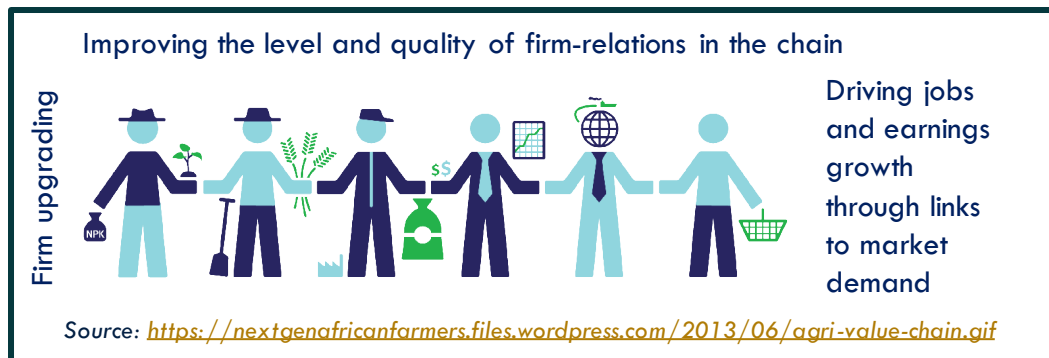 Improving the level and quality of firm-relations in the chain
Firm upgrading
NPK
$$
Driving jobs
and earnings
growth
through links
to market
demand
Source: https://nextgenafricanfarmers.files.wordpress.com/2013/06/agri-value-chain.gif